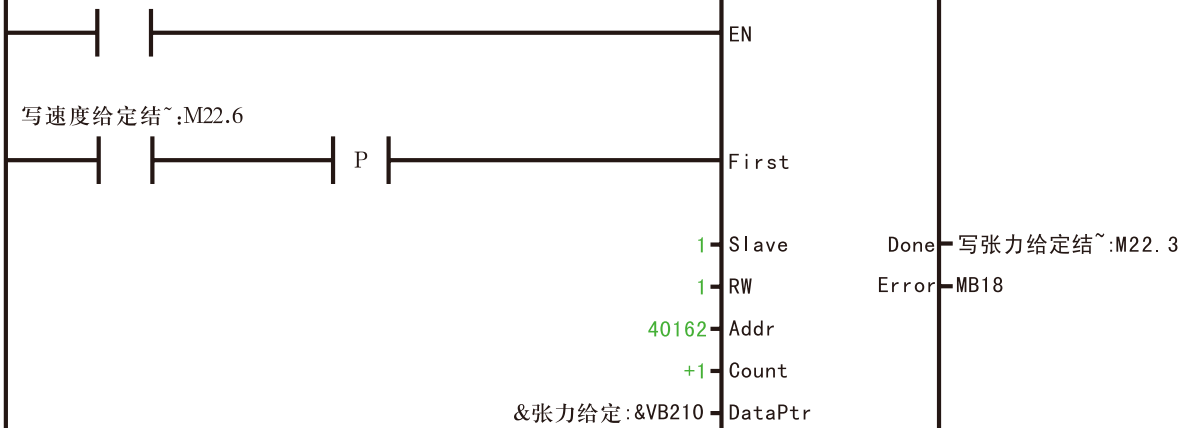 EN
写速度给定结~:M22.6
P
First
1 Slave
Done 写张力给定结~:M22.3
1 RW
Error MB18
40162 Addr
+1 Count
&张力给定:&VB210 DataPtr